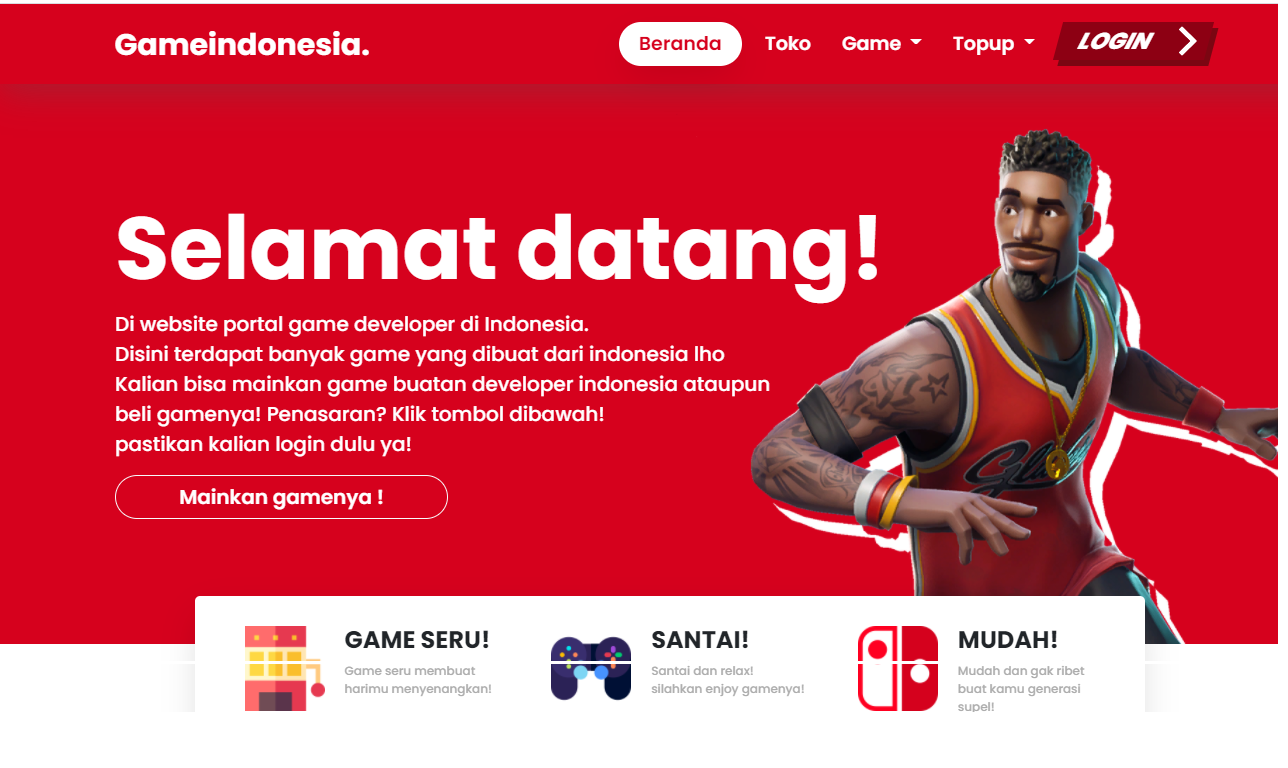 Gameindonesia.
Beranda Toko Game Topup LOGIN
Selamat datang!
Di website portal game developer di Indonesia.
Disini terdapat banyak game yang dibuat dari indonesia lho
Kalian bisa mainkan game buatan developer indonesia ataupun
beli gamenya! Penasaran? Klik tombol dibawah!
pastikan kalian login dulu ya!
Mainkan gamenya !
GAME SERU!
Game seru membuat
harimu menyenangkan!
SANTAI!
Santai dan relax!
silahkan enjoy gamenya!
MUDAH!
Mudah dan gak ribet
buat kamu generasi
supel!